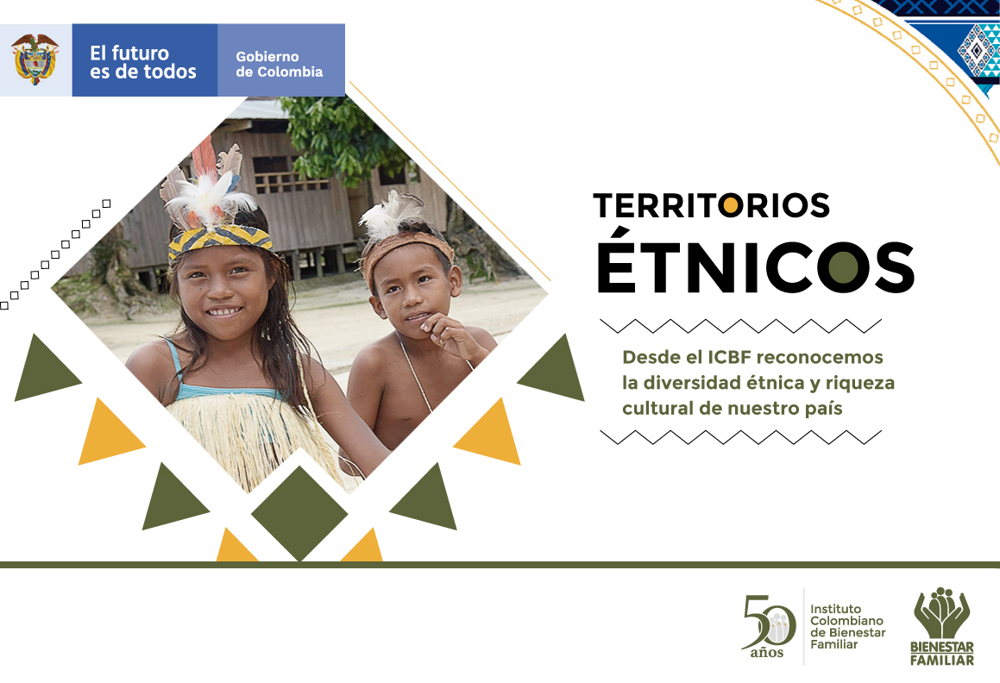 El futuro
es de todos
Gobierno
de Colombia
TERRITORIOS
ÉTNICOS
Desde el ICBF reconocemos
la diversidad étnica y riqueza
cultural de nuestro país
50
años
Instituto
Colombiano
de Bienestar
Familiar
BIENESTAR
FAMILIAR